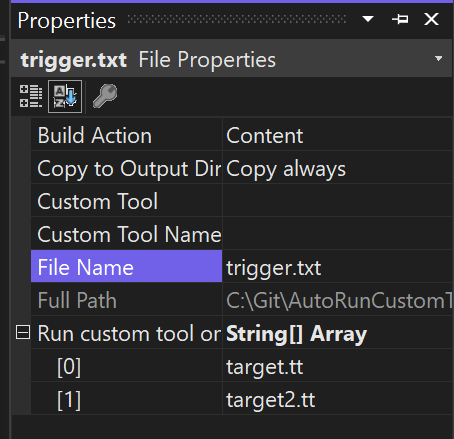 Properties
trigger.txt File Properties
Build Action Content
Copy to Output Dir Copy always
Custom Tool
Custom Tool Name
File Name trigger.txt
Full Path C:\Git\AutoRunCustomT
Run custom tool or String[] Array
[0] target.tt
[1] target2.tt